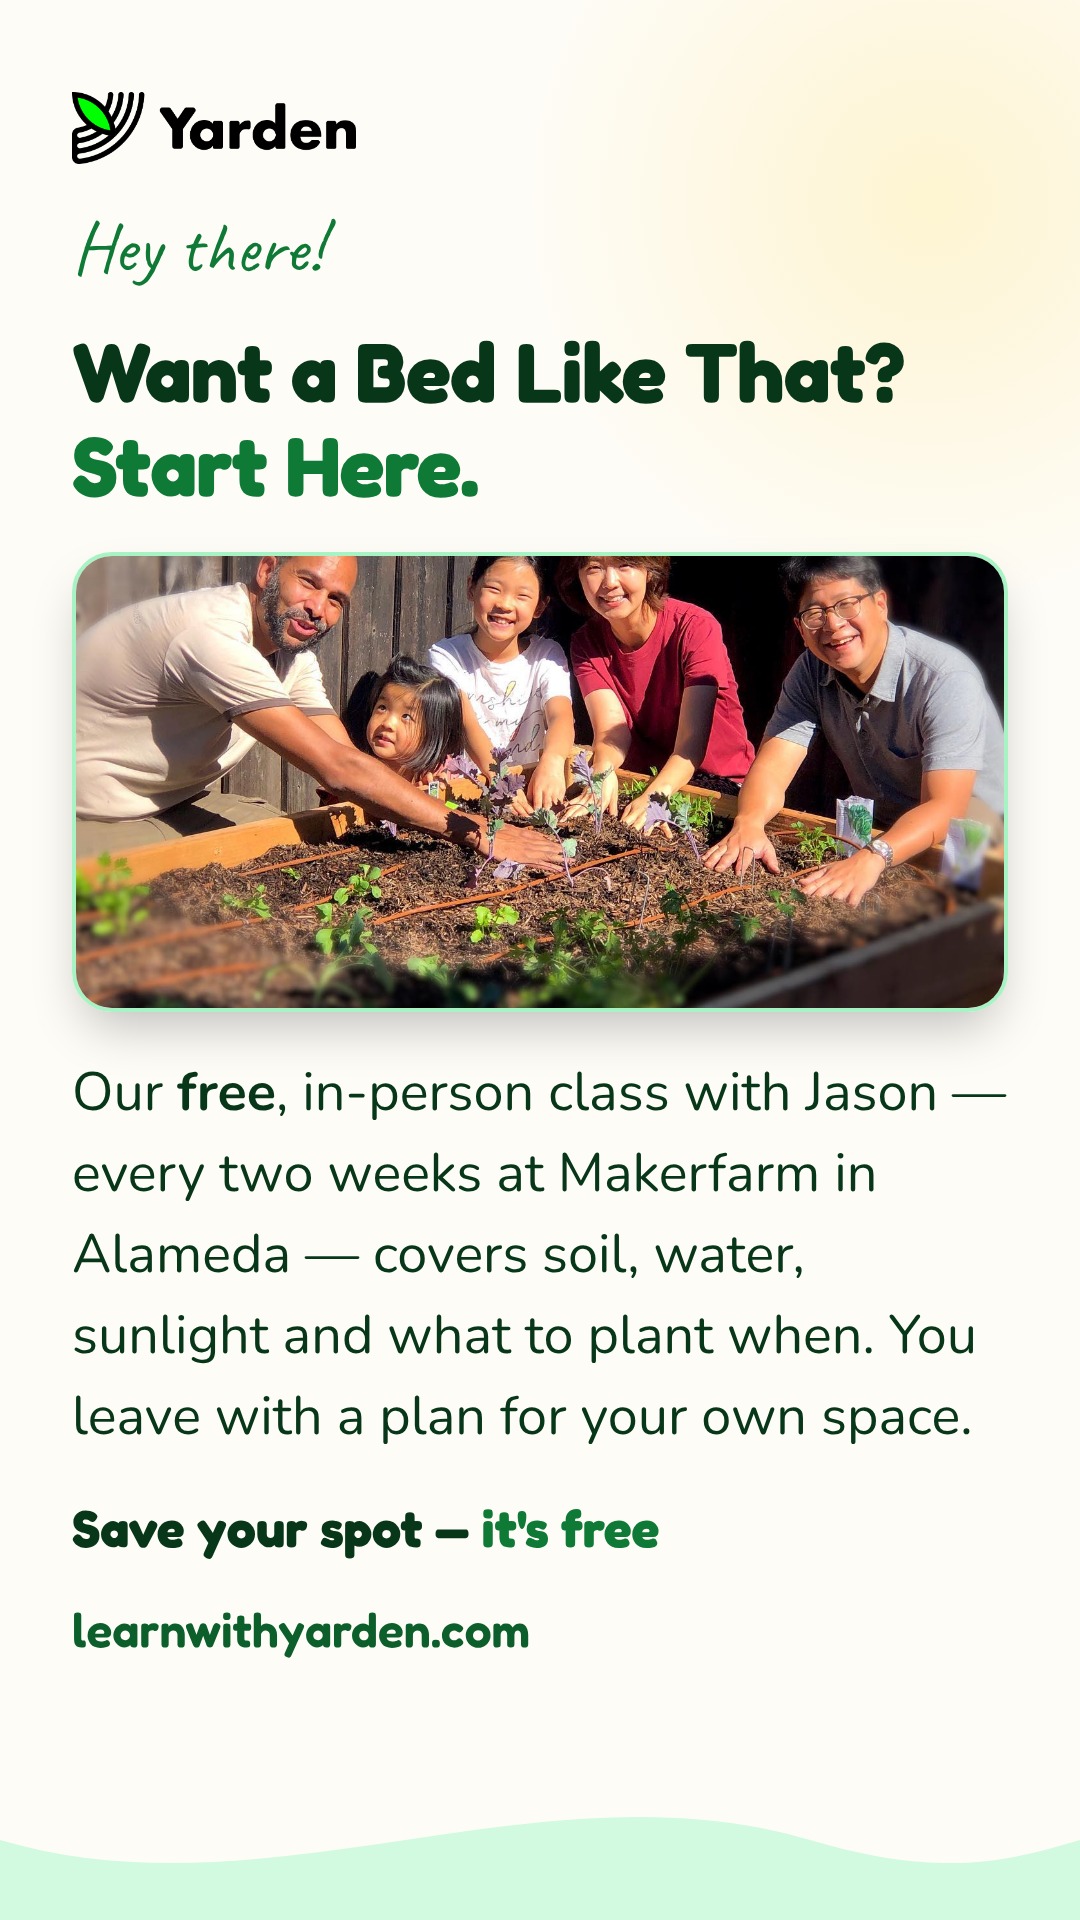 Yarden
Hey there!
Want a Bed Like That?
Start Here.
Our free, in-person class with Jason —
every two weeks at Makerfarm in
Alameda — covers soil, water,
sunlight and what to plant when. You
leave with a plan for your own space.
Save your spot — it's free
learnwithyarden.com